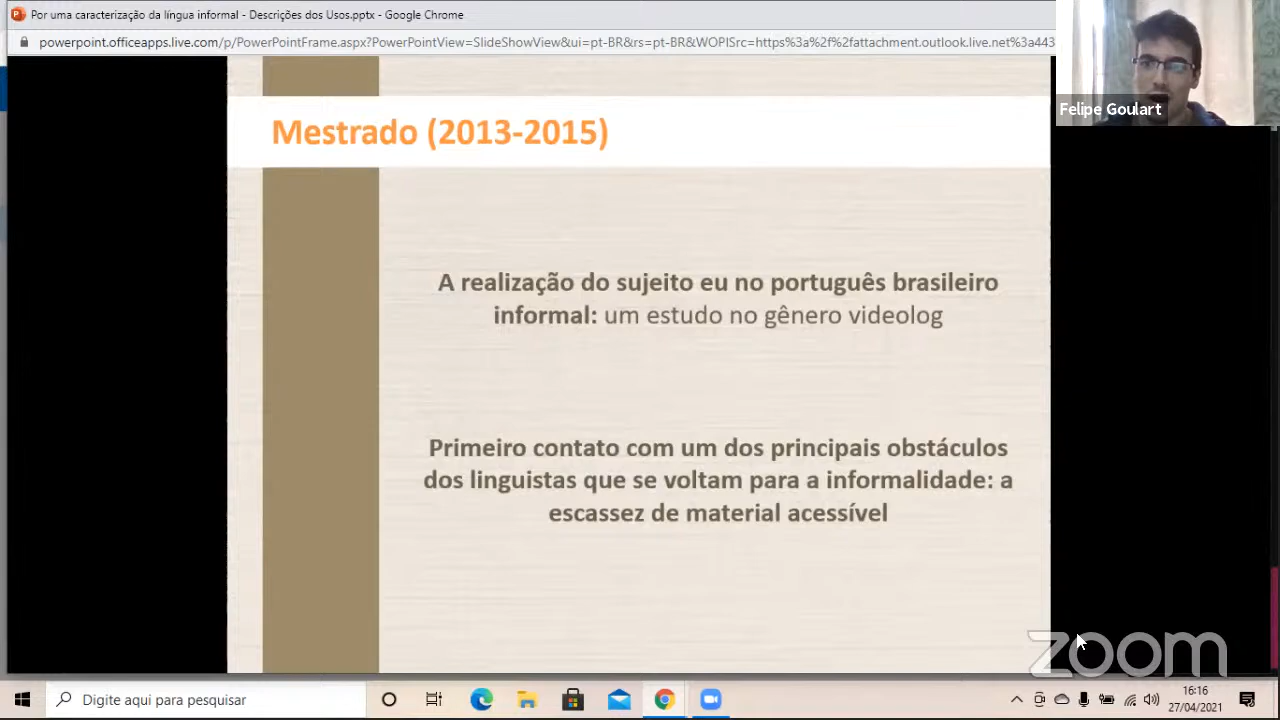 Por uma caracterização da língua informal - Descrições dos Usos.pptx - Google Chrome
powerpoint.officeapps.live.com/p/PowerPointFrame.aspx?PowerPointView=SlideShowView&ui=pt-BR&rs=pt-BR&WOPISrc=https%3a%2f%2fattachment.outlook.live.net%3a443
Felipe Goulart
Mestrado (2013-2015)
A realização do sujeito eu no português brasileiro
informal: um estudo no gênero videolog
Primeiro contato com um dos principais obstáculos
dos linguistas que se voltam para a informalidade: a
escassez de material acessível
zoom
Digite aqui para pesquisar
16:16
27/04/2021